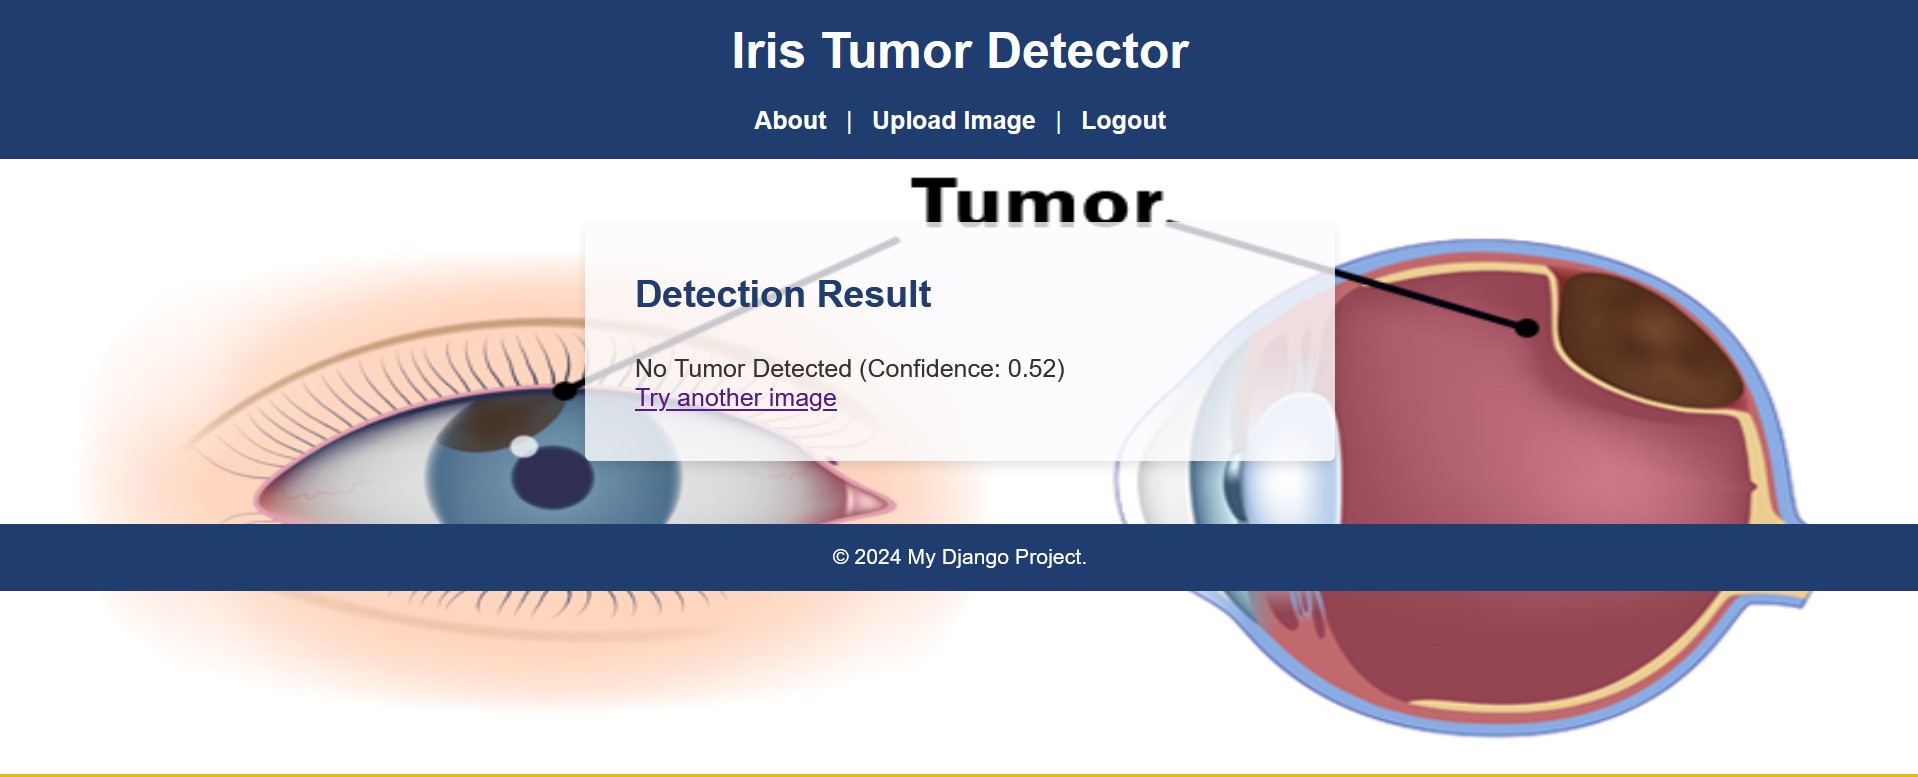 Iris Tumor Detector
About | Upload Image | Logout
Tumor
Detection Result
No Tumor Detected (Confidence: 0.52)
Try another image
© 2024 My Django Project.